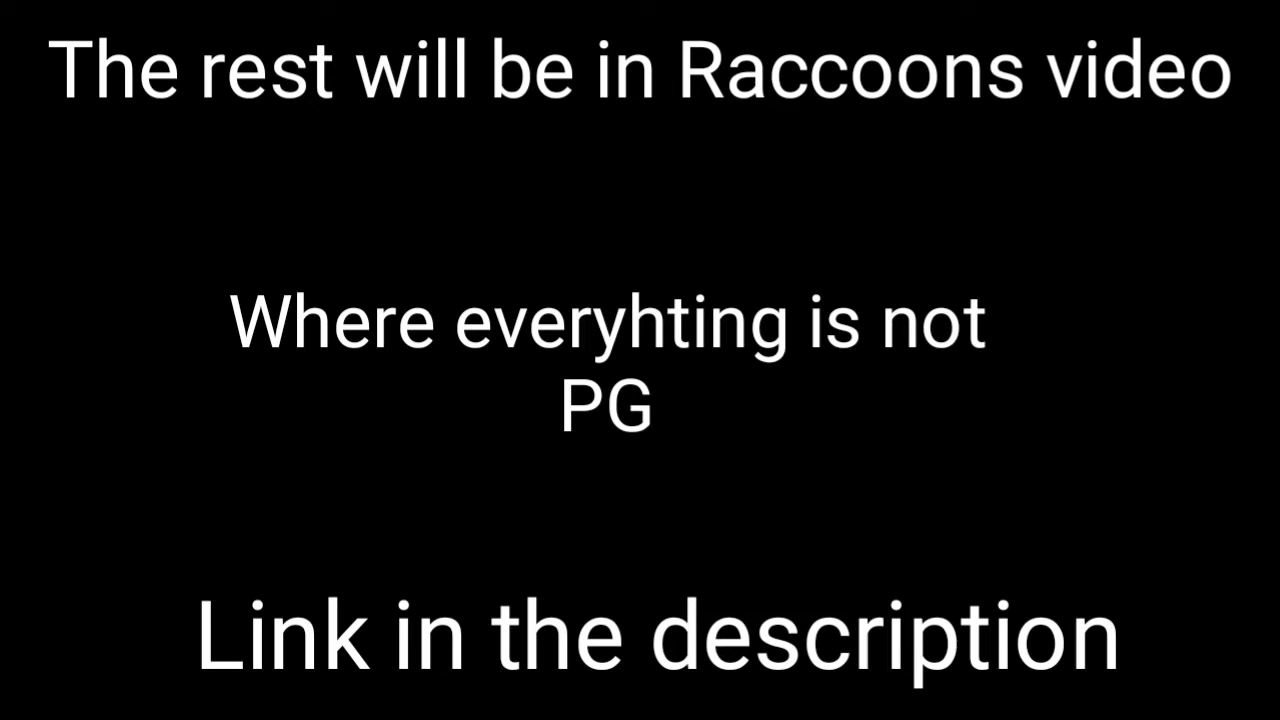 The rest will be in Raccoons video
Where everyhting is not
PG
Link in the description